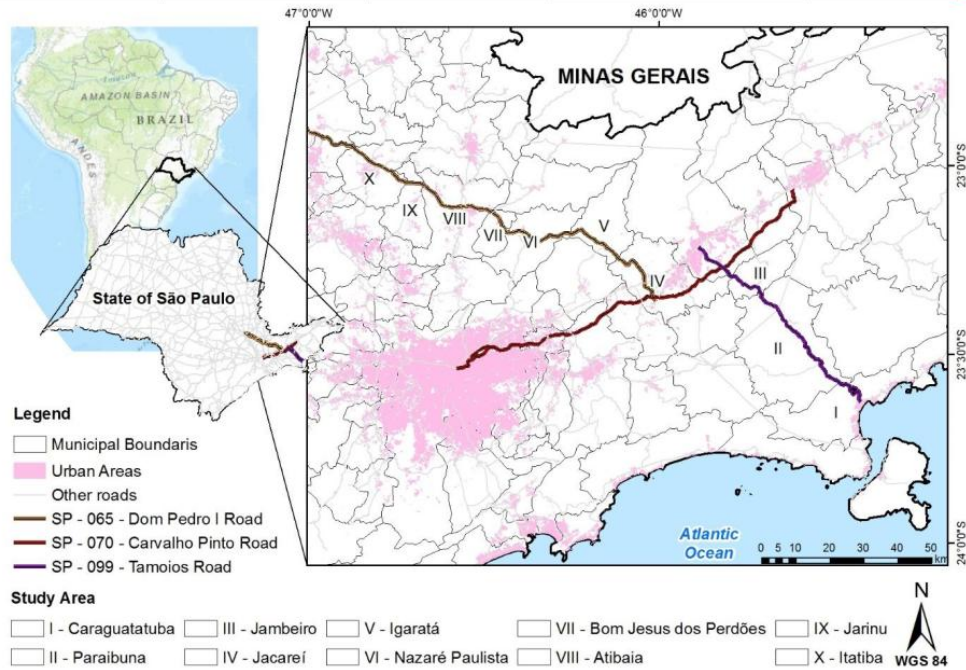 47°0'0"W
46°0'0"W
MINAS GERAIS
AMAZON BASIN
BRAZIL
ANDES
23°0'0"S
X
IX
VIII
VII
VI
V
IV
III
State of São Paulo
II
23°30'0"S
I
Legend
Municipal Boundaris
Urban Areas
Other roads
SP - 065 - Dom Pedro I Road
SP - 070 - Carvalho Pinto Road
SP - 099 - Tamoios Road
Atlantic
Ocean
0 5 10 20 30 40 50
km
24°0'0"S
Study Area
N
I - Caraguatatuba
III - Jambeiro
V - Igaratá
VII - Bom Jesus dos Perdões
IX - Jarinu
II - Paraibuna
IV - Jacareí
VI - Nazaré Paulista
VIII - Atibaia
X - Itatiba
WGS 84